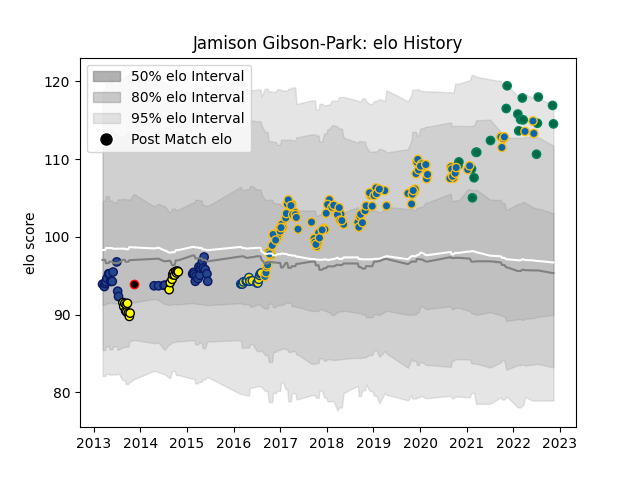 Jamison Gibson-Park: elo History
50% elo Interval
80% elo Interval
95% elo Interval
Post Match elo
elo score
120
110
100
90
80
2013 2014 2015 2016 2017 2018 2019 2020 2021 2022 2023